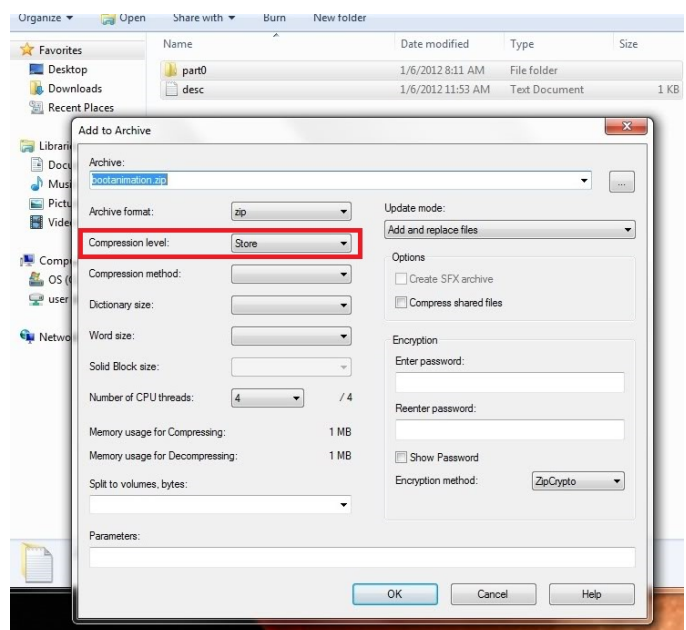 Organize Open Share with Burn New folder
Favorites
Desktop
Downloads
Recent Places
Name Date modified Type Size
part0 1/6/2012 8:11 AM File folder
desc 1/6/2012 11:53 AM Text Document 1 KB
Add to Archive
Archive:
bootanimation.zip
...
Archive format: zip
Compression level: Store
Compression method:
Dictionary size:
Word size:
Solid Block size:
Number of CPU threads: 4 / 4
Memory usage for Compressing: 1 MB
Memory usage for Decompressing: 1 MB
Split to volumes, bytes:
Update mode:
Add and replace files
Options
Create SFX archive
Compress shared files
Encryption
Enter password:
Reenter password:
Show Password
Encryption method: ZipCrypto
Parameters:
OK Cancel Help
OS
user